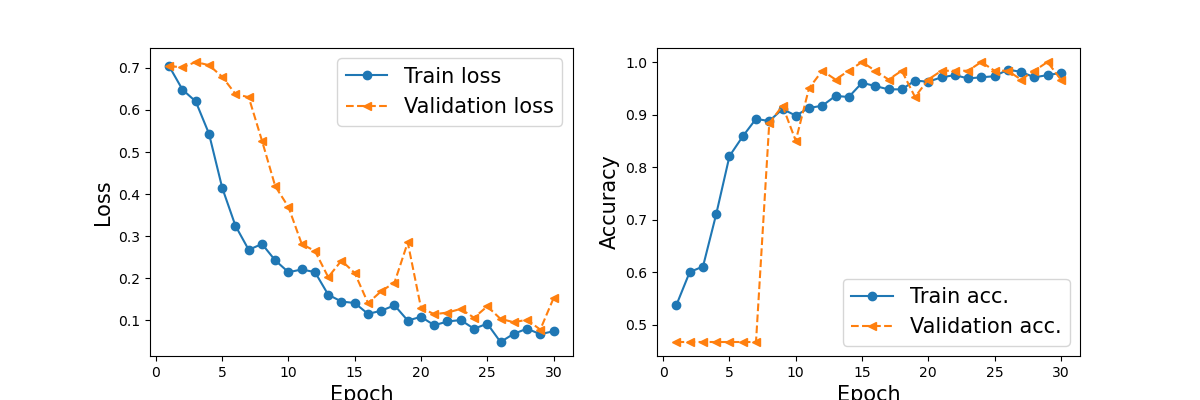 0.7
0.6
0.5
0.4
0.3
0.2
0.1
Loss
0 5 10 15 20 25 30
Epoch
Train loss
Validation loss
1.0
0.9
0.8
0.7
0.6
0.5
Accuracy
0 5 10 15 20 25 30
Epoch
Train acc.
Validation acc.